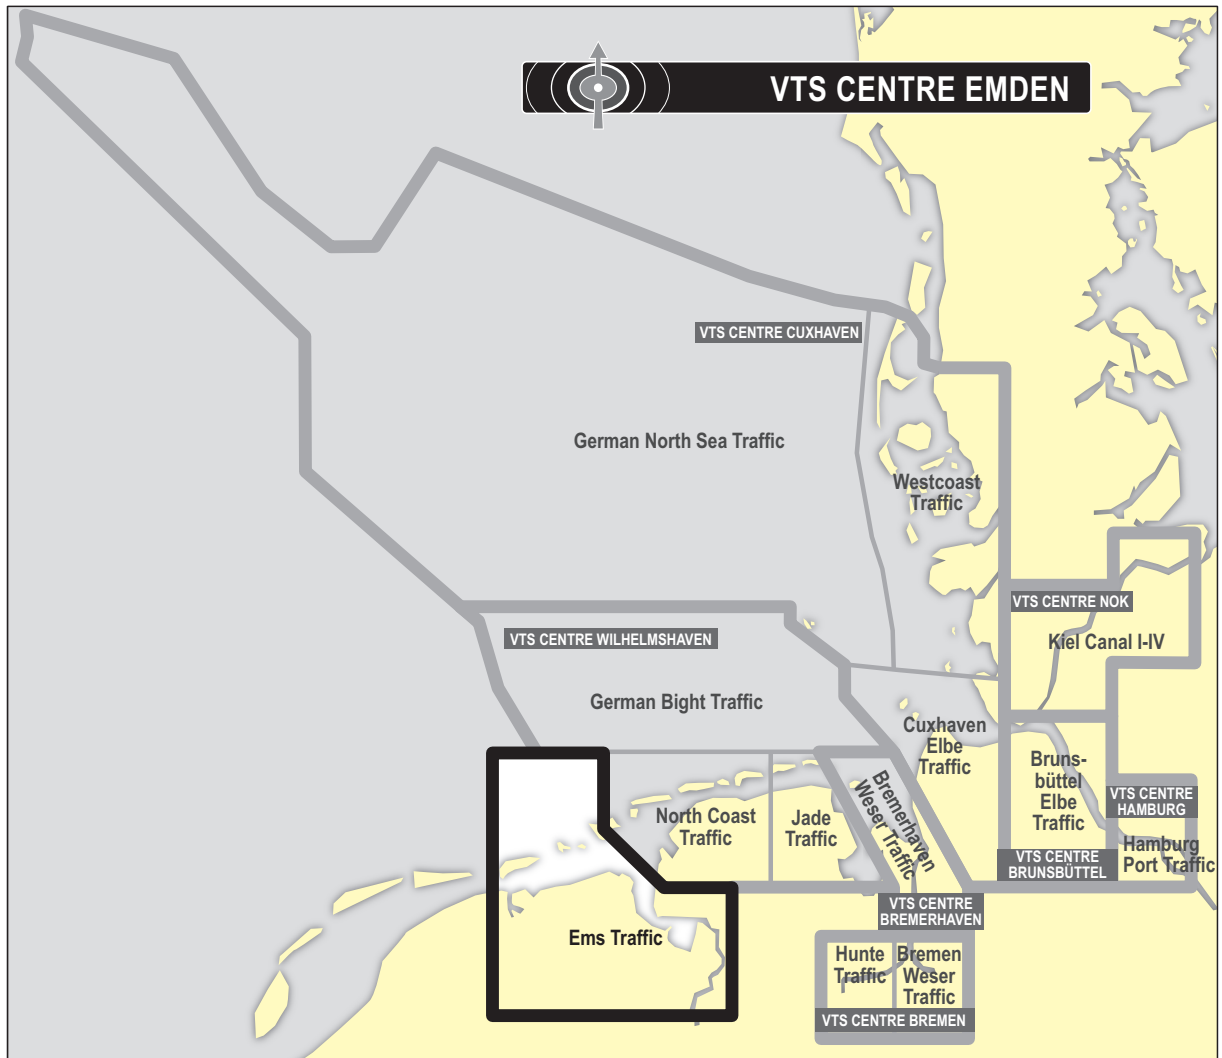 VTS CENTRE EMDEN
VTS CENTRE CUXHAVEN
German North Sea Traffic
Westcoast
Traffic
VTS CENTRE NOK
Kiel Canal I-IV
VTS CENTRE WILHELMSHAVEN
German Bight Traffic
Cuxhaven
Elbe
Traffic
Bruns-
büttel
Elbe
Traffic
VTS CENTRE
HAMBURG
Hamburg
Port Traffic
North Coast
Traffic
Jade
Traffic
Bremerhaven
Weser Traffic
VTS CENTRE
BRUNSBÜTTEL
VTS CENTRE
BREMERHAVEN
Ems Traffic
Hunte
Traffic
Bremen
Weser
Traffic
VTS CENTRE BREMEN